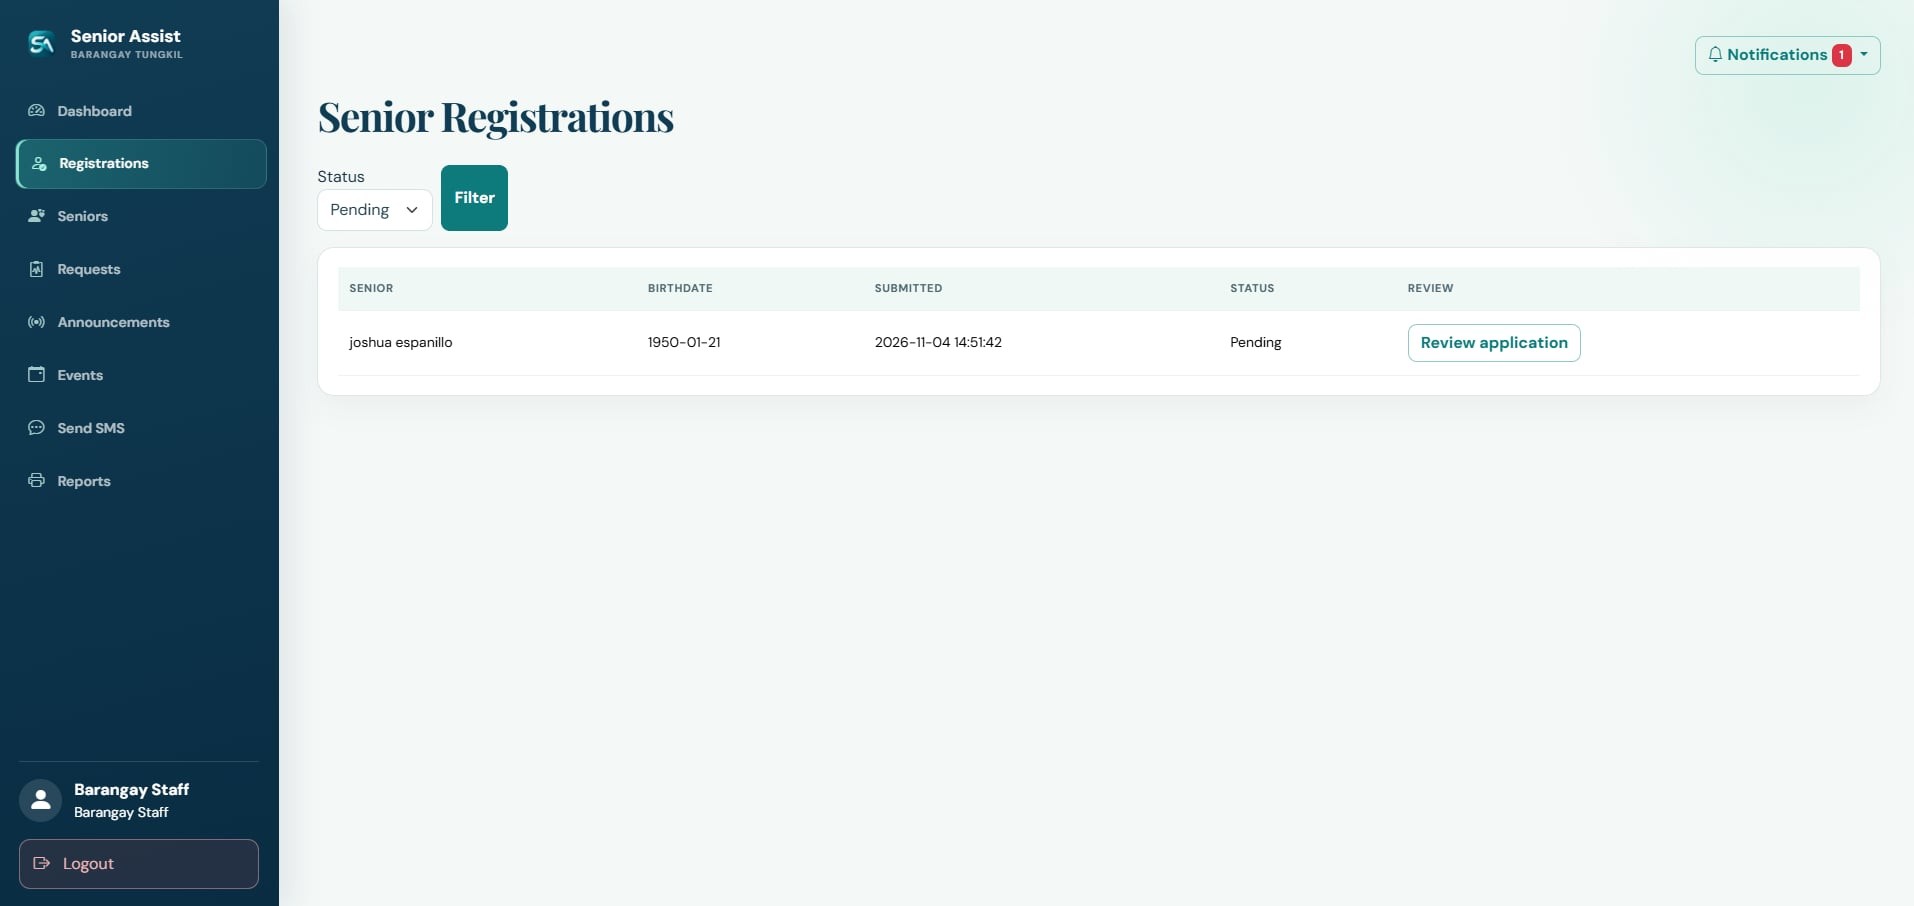 Senior Assist
BARANGAY TUNGKIL
Dashboard
Registrations
Seniors
Requests
Announcements
Events
Send SMS
Reports
Barangay Staff
Barangay Staff
Logout
Notifications 1
Senior Registrations
Status
Pending
Filter
SENIOR BIRTHDATE SUBMITTED STATUS REVIEW
joshua espanillo 1950-01-21 2026-11-04 14:51:42 Pending Review application